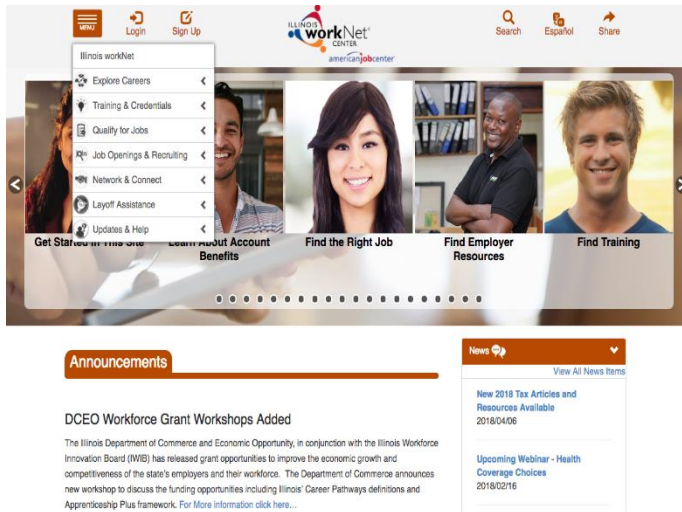 MENU
Login
Sign Up
ILLINOIS
workNet®
CENTER
americanjobcenter
Search
Español
Share
Illinois workNet
Explore Careers
Training & Credentials
Qualify for Jobs
Job Openings & Recruiting
Network & Connect
Layoff Assistance
Updates & Help
Get Started In This Site
Learn About Account
Benefits
Find the Right Job
Find Employer
Resources
Find Training
Announcements
DCEO Workforce Grant Workshops Added
The Illinois Department of Commerce and Economic Opportunity, in conjunction with the Illinois Workforce
Innovation Board (IWIB) has released grant opportunities to improve the economic growth and
competitiveness of the state's employers and their workforce. The Department of Commerce announces
new workshop to discuss the funding opportunities including Illinois' Career Pathways definitions and
Apprenticeship Plus framework. For More information click here...
News
View All News Items
New 2018 Tax Articles and
Resources Available
2018/04/06
Upcoming Webinar - Health
Coverage Choices
2018/02/16